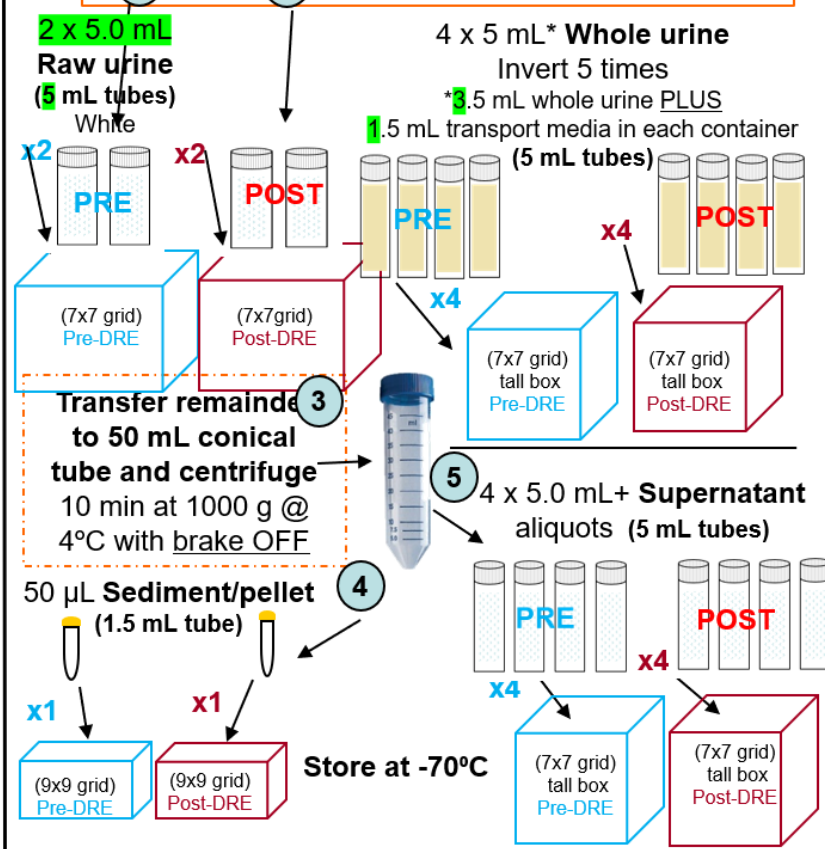 2 x 5.0 mL
Raw urine
(5 mL tubes)
White
x2
PRE
x2
POST
(7x7 grid)
Pre-DRE
(7x7grid)
Post-DRE
4 x 5 mL* Whole urine
Invert 5 times
*3.5 mL whole urine PLUS
1.5 mL transport media in each container
(5 mL tubes)
PRE
POST
x4
x4
(7x7 grid)
tall box
Pre-DRE
(7x7 grid)
tall box
Post-DRE
3
Transfer remainde
to 50 mL conical
tube and centrifuge
10 min at 1000 g @
4ºC with brake OFF
ml
4
50 µL Sediment/pellet
(1.5 mL tube)
x1
x1
(9x9 grid)
Pre-DRE
(9x9 grid)
Post-DRE
Store at -70ºC
5
4 x 5.0 mL+ Supernatant
aliquots (5 mL tubes)
PRE
POST
x4
x4
(7x7 grid)
tall box
Pre-DRE
(7x7 grid)
tall box
Post-DRE